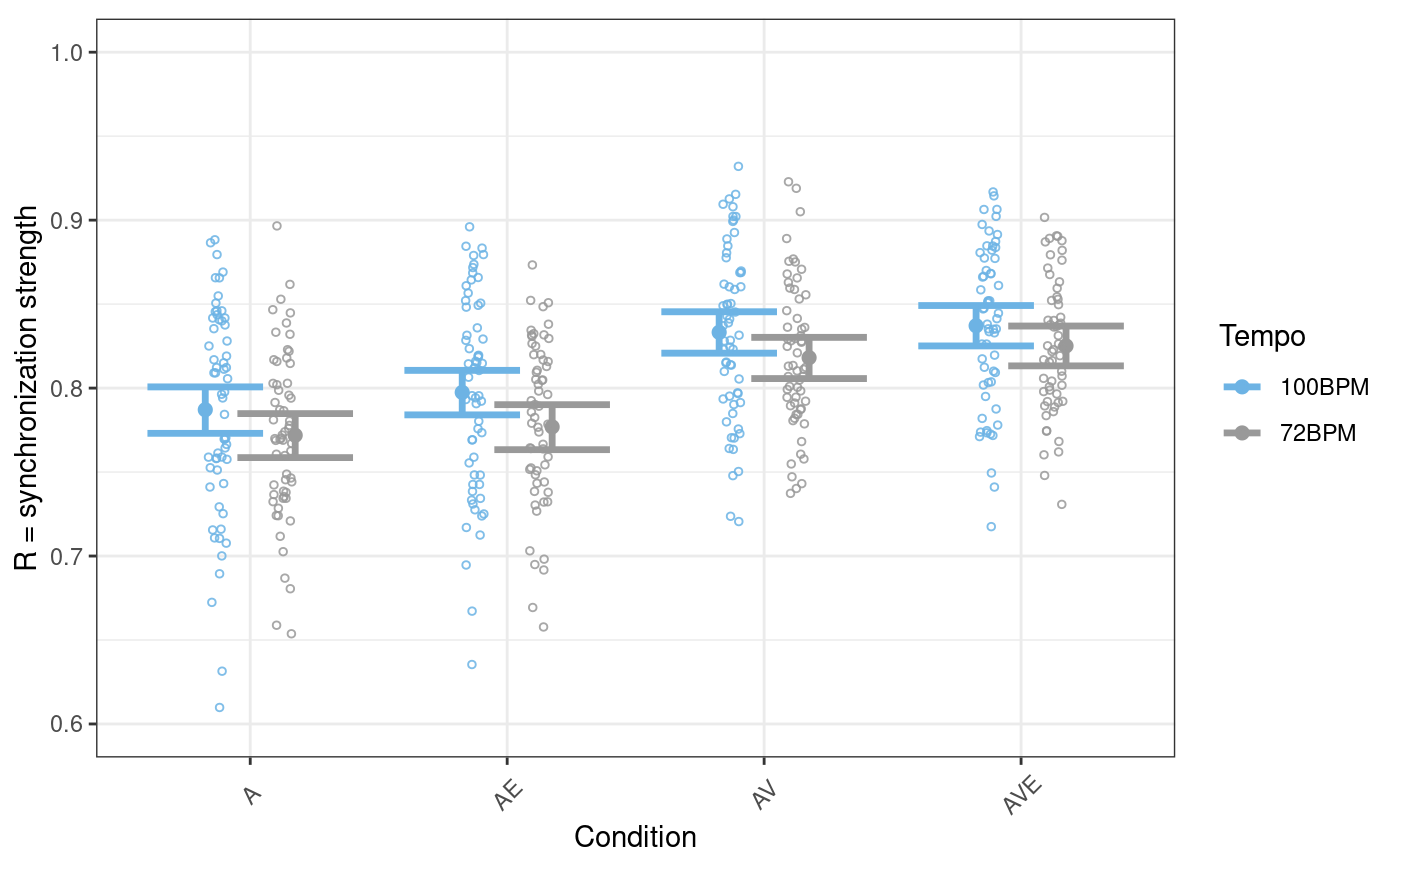 R = synchronization strength
1.0
0.9
0.8
0.7
0.6
A
AE
AV
AVE
Condition
Tempo
100BPM
72BPM